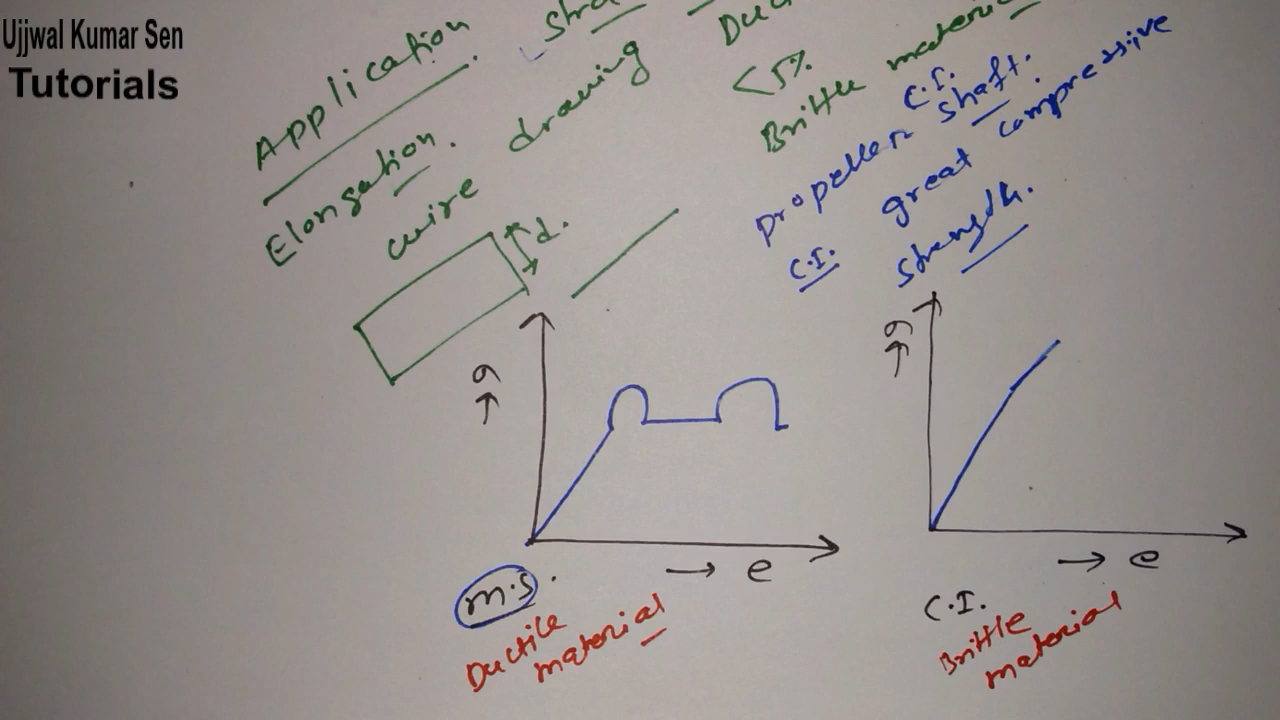 Ujjwal Kumar Sen
Tutorials
Application
Elongation.
wire drawing
d.
<5%
Brittle material
C.I.
propeller shaft.
C.I. great compressive
strength.
σ
e
m.s.
Ductile
material
σ
e
C.I.
Brittle
material